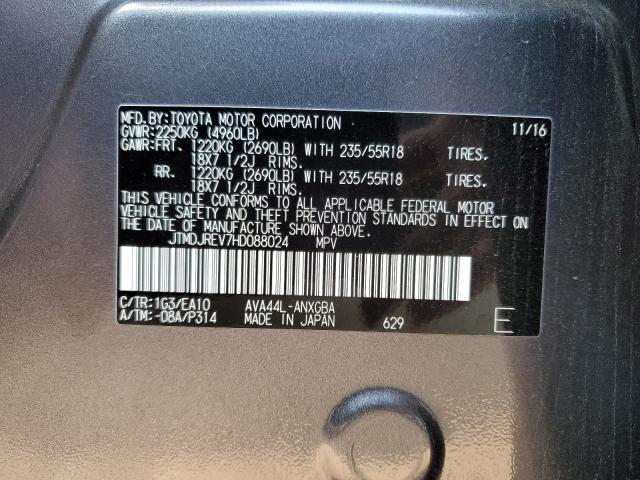 MFD.BY:TOYOTA MOTOR CORPORATION 11/16
GVWR:2250KG (4960LB)
GAWR:FRT. 1220KG (2690LB) WITH 235/55R18 TIRES.
18X7 1/2J RIMS.
RR. 1220KG (2690LB) WITH 235/55R18 TIRES.
18X7 1/2J RIMS.
THIS VEHICLE CONFORMS TO ALL APPLICABLE FEDERAL MOTOR
VEHICLE SAFETY AND THEFT PREVENTION STANDARDS IN EFFECT ON
THE DATE OF MANUFACTURE SHOWN ABOVE.
JTMDJREV7HD088024 MPV
C/TR:1G3/EA10 AVA44L-ANXGBA
A/TM:-08A/P314 MADE IN JAPAN 629 E